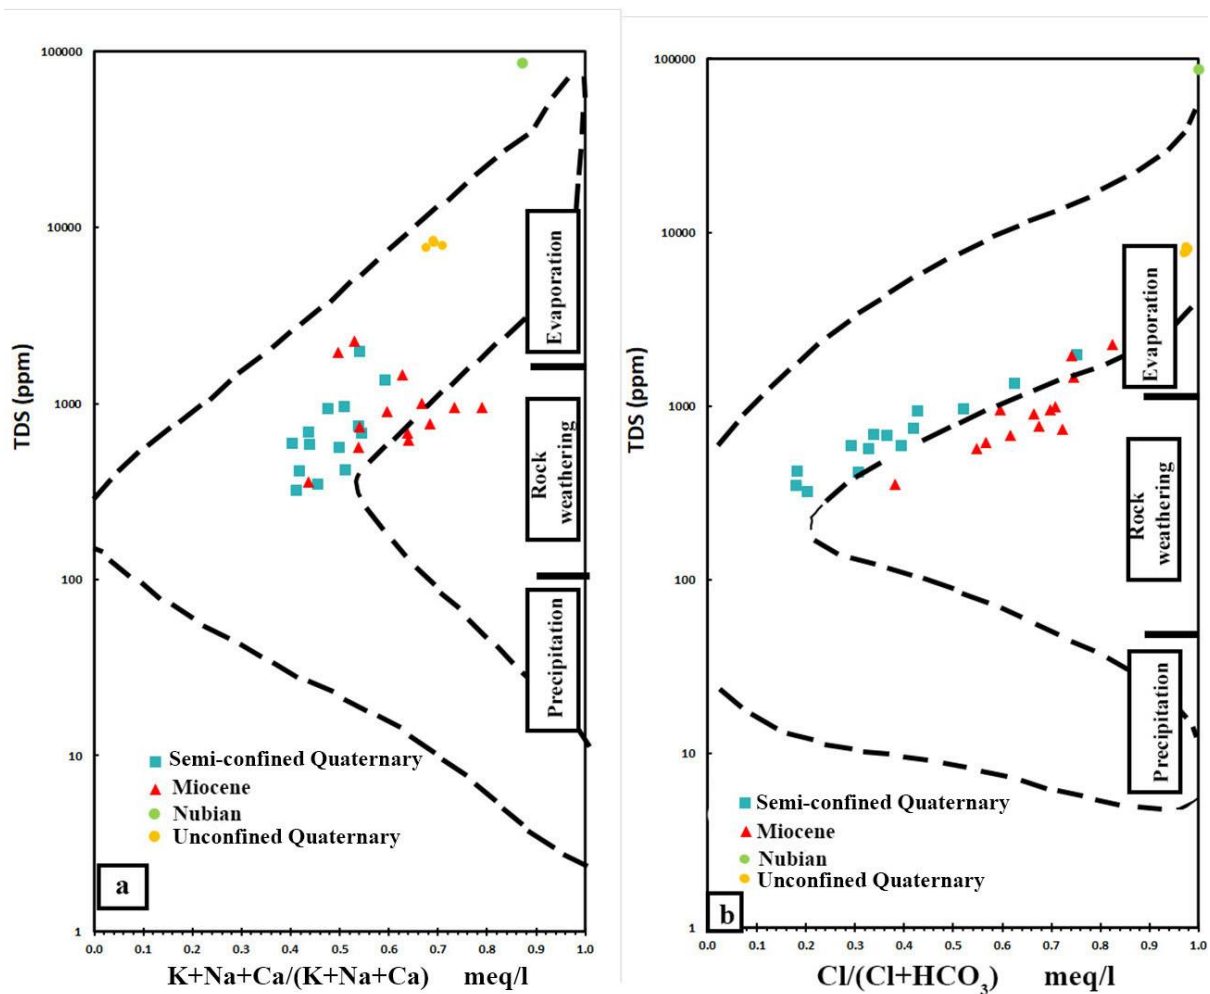 100000
10000
1000
100
10
1
TDS (ppm)
Evaporation
Rock
weathering
Precipitation
Semi-confined Quaternary
Miocene
Nubian
Unconfined Quaternary
a
0.0 0.1 0.2 0.3 0.4 0.5 0.6 0.7 0.8 0.9 1.0
K+Na+Ca/(K+Na+Ca) meq/l
100000
10000
1000
100
10
1
TDS (ppm)
Evaporation
Rock
weathering
Precipitation
Semi-confined Quaternary
Miocene
Nubian
Unconfined Quaternary
b
0.0 0.1 0.2 0.3 0.4 0.5 0.6 0.7 0.8 0.9 1.0
Cl/(Cl+HCO₃) meq/l